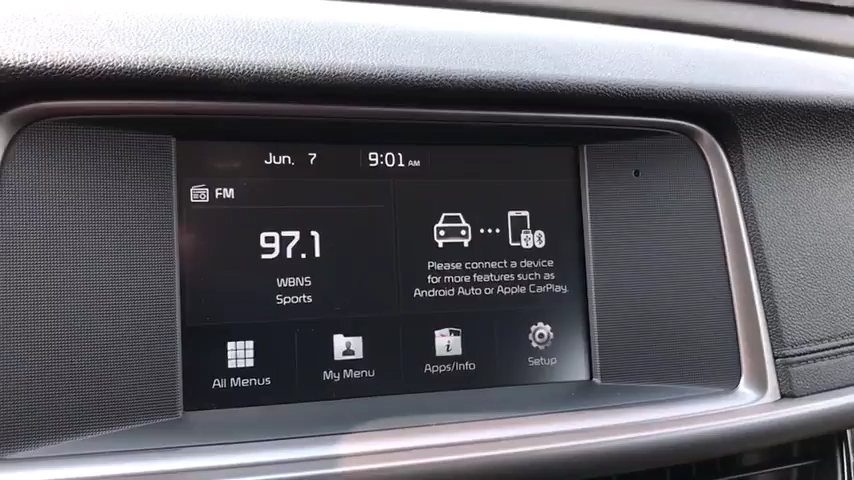 Jun. 7 9:01 AM
FM
97.1
WBNS
Sports
Please connect a device
for more features such as
Android Auto or Apple CarPlay.
All Menus
My Menu
Apps/Info
Setup